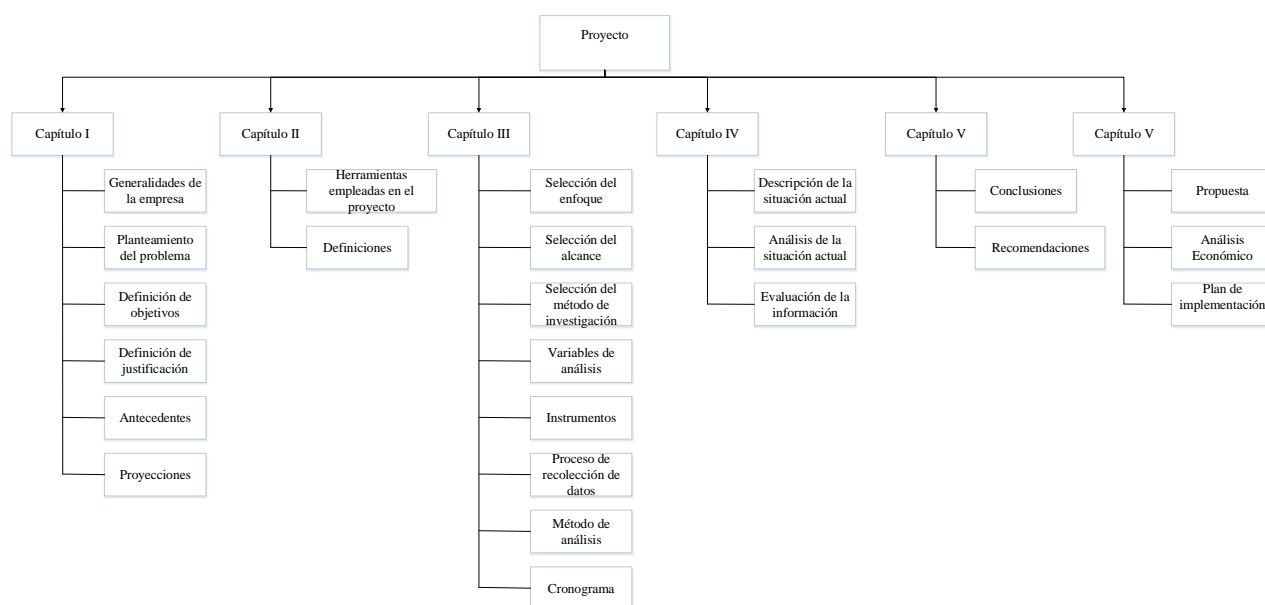 Proyecto
Capítulo I
Capítulo II
Capítulo III
Capítulo IV
Capítulo V
Capítulo V
Generalidades de
la empresa
Planteamiento
del problema
Definición de
objetivos
Definición de
justificación
Antecedentes
Proyecciones
Herramientas
empleadas en el
proyecto
Definiciones
Selección del
enfoque
Selección del
alcance
Selección del
método de
investigación
Variables de
análisis
Instrumentos
Proceso de
recolección de
datos
Método de
análisis
Cronograma
Descripción de la
situación actual
Análisis de la
situación actual
Evaluación de la
información
Conclusiones
Recomendaciones
Propuesta
Análisis
Económico
Plan de
implementación